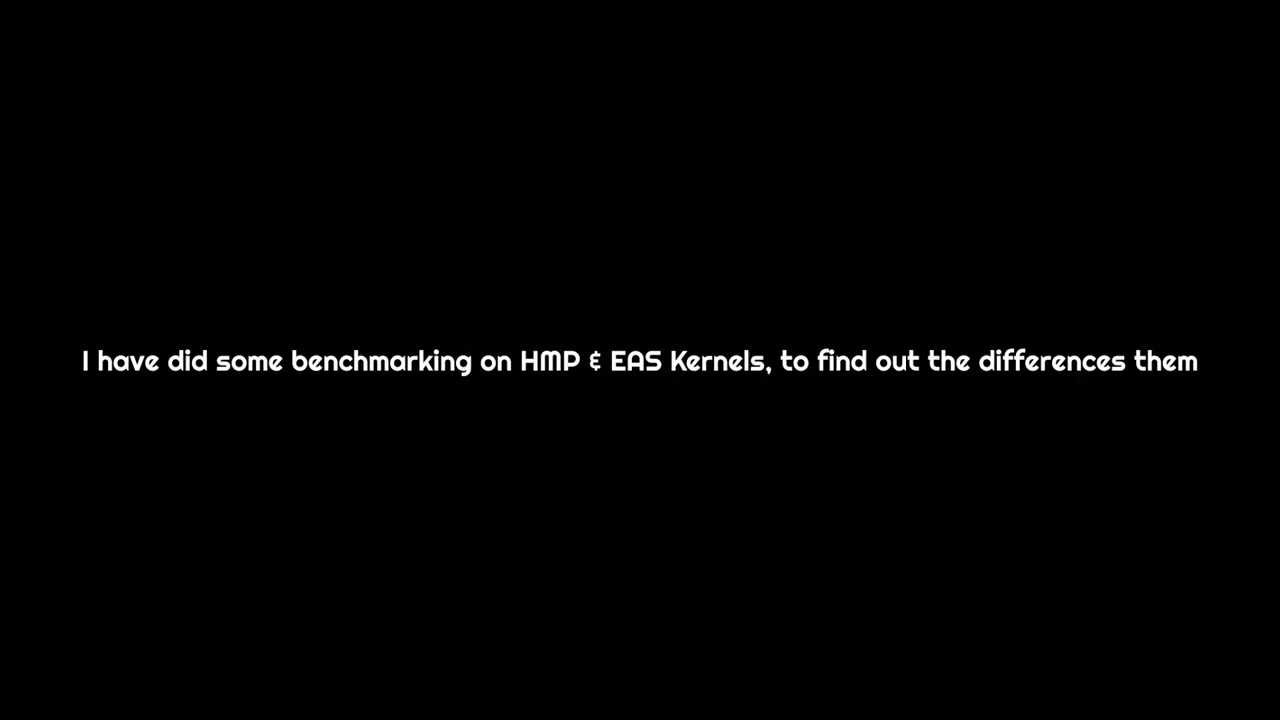 I have did some benchmarking on HMP & EAS Kernels, to find out the differences them